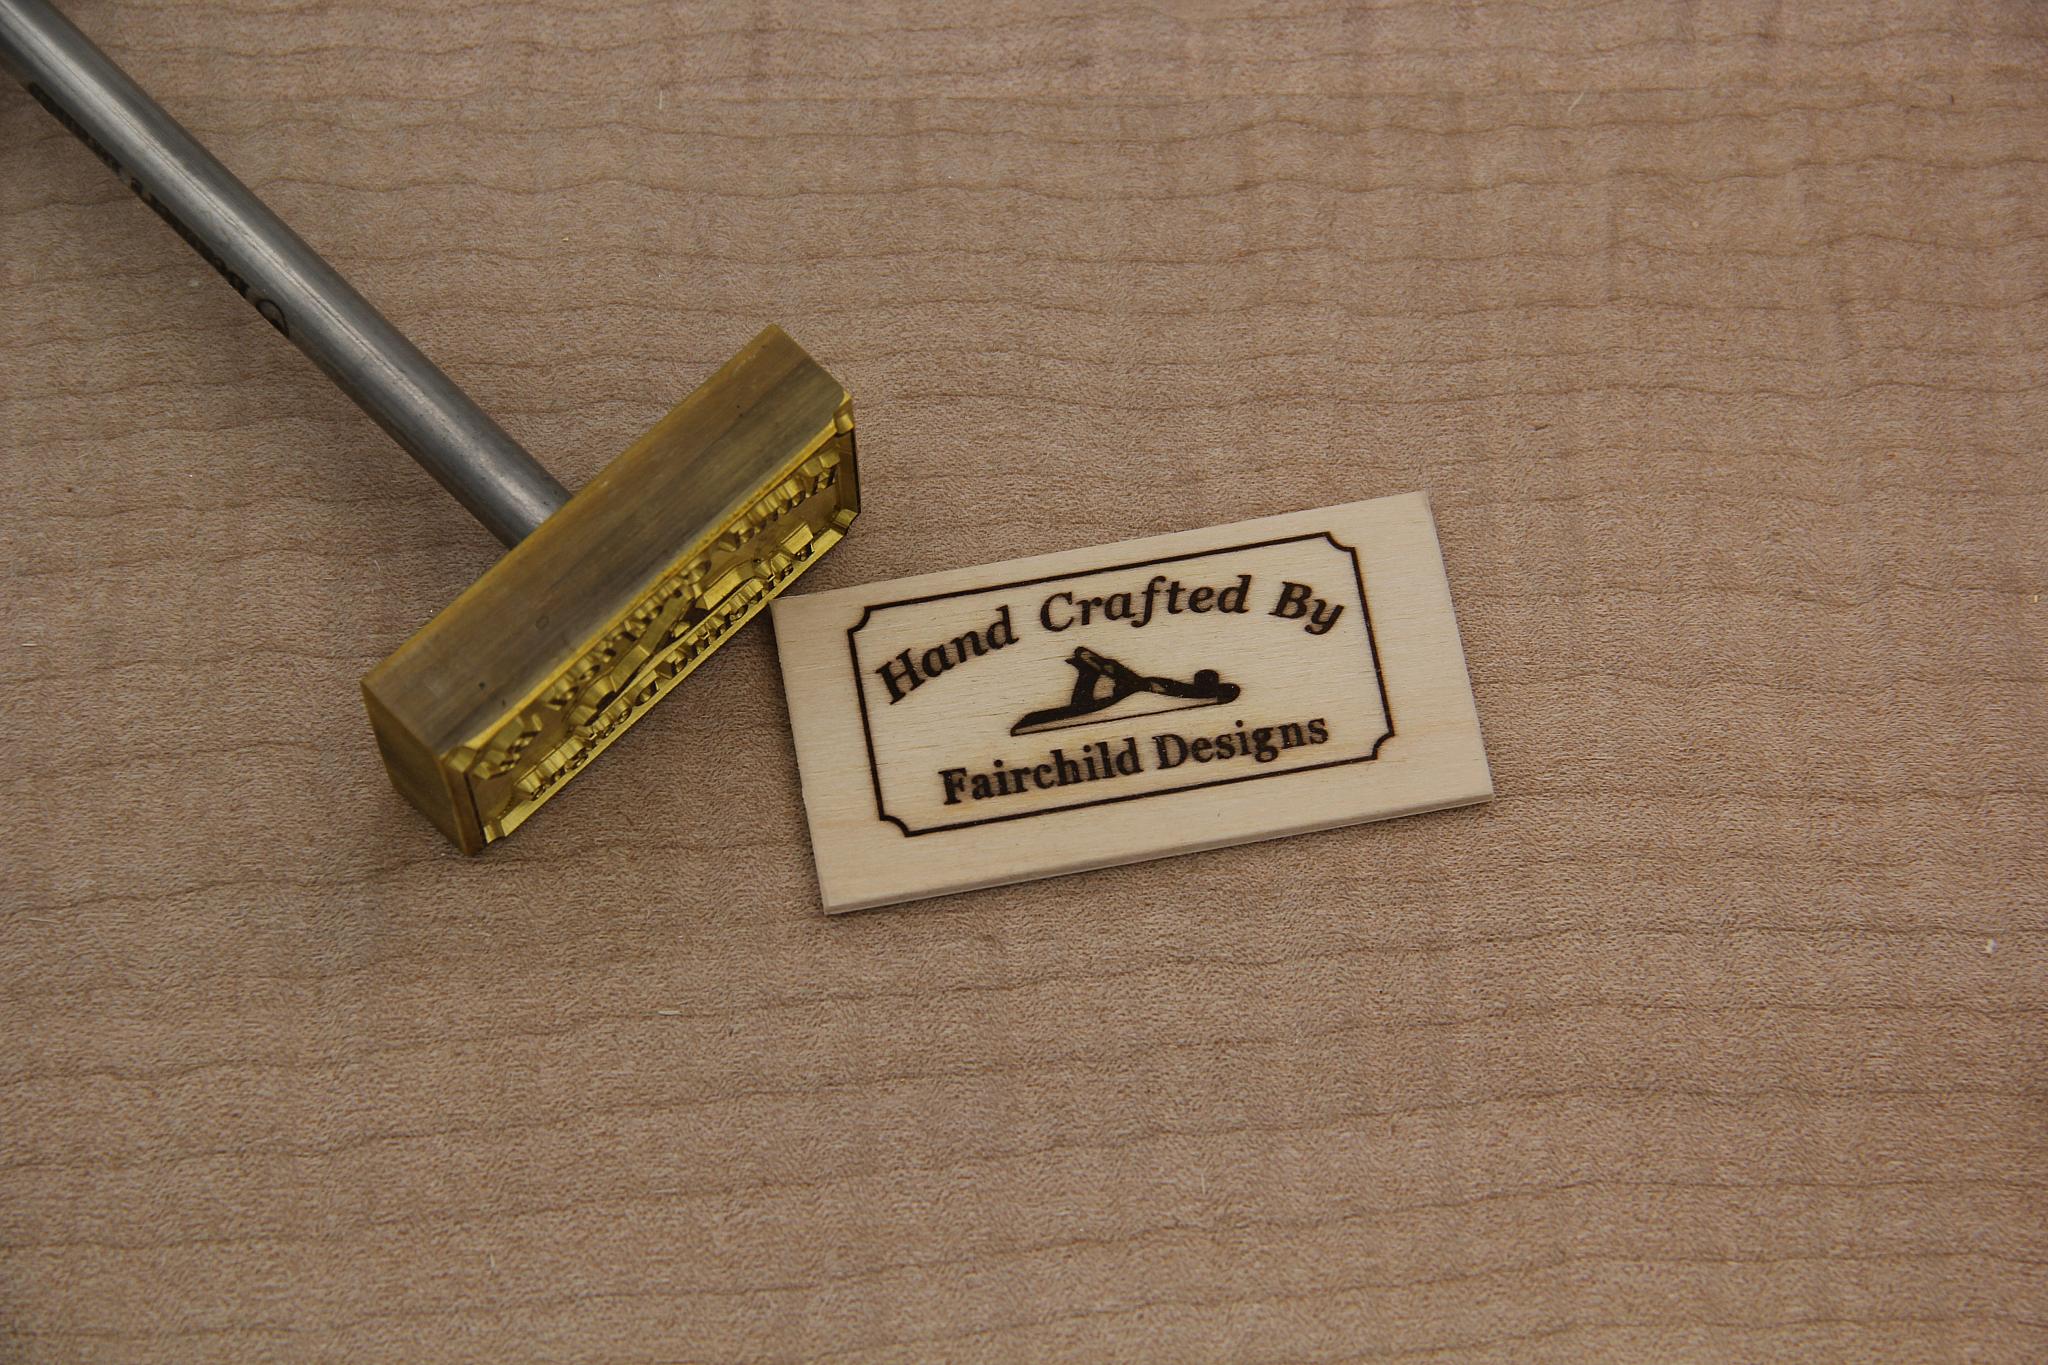 Hand Crafted By
Fairchild Designs